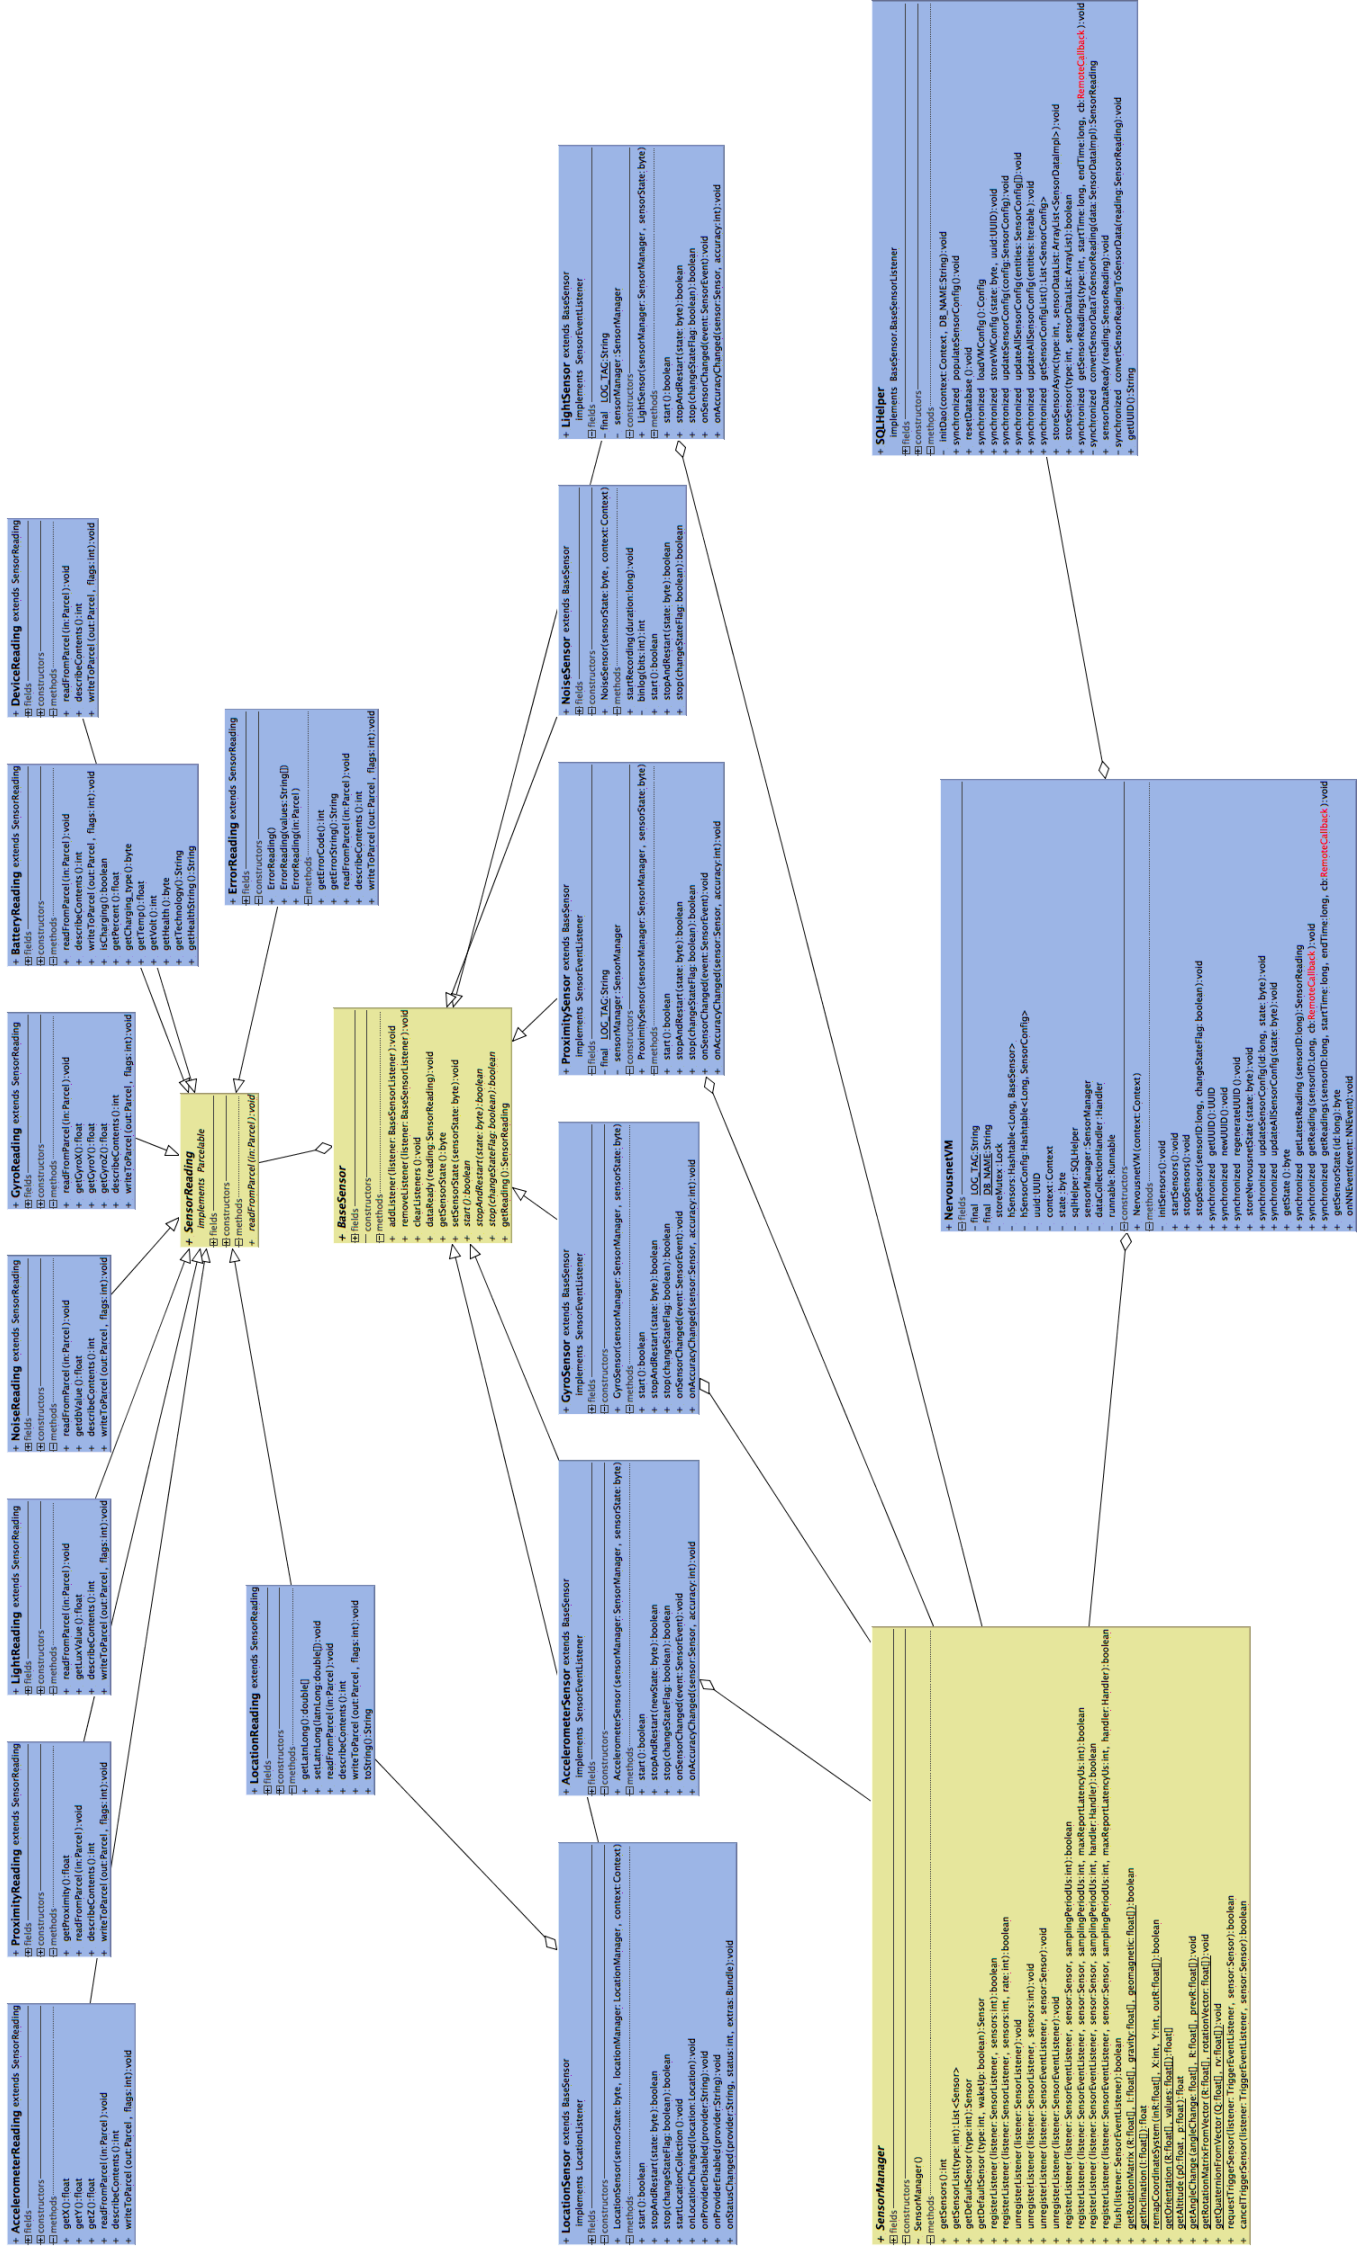 + AccelerometerReading extends SensorReading
fields
constructors
methods
+ getX():float
+ getY():float
+ getZ():float
+ readFromParcel(in:Parcel):void
+ describeContents():int
+ writeToParcel(out:Parcel, flags:int):void
+ ProximityReading extends SensorReading
fields
constructors
methods
+ getProximity():float
+ readFromParcel(in:Parcel):void
+ describeContents():int
+ writeToParcel(out:Parcel, flags:int):void
+ LightReading extends SensorReading
fields
constructors
methods
+ readFromParcel(in:Parcel):void
+ getLuxValue():float
+ describeContents():int
+ writeToParcel(out:Parcel, flags:int):void
+ NoiseReading extends SensorReading
fields
constructors
methods
+ readFromParcel(in:Parcel):void
+ getdbValue():float
+ describeContents():int
+ writeToParcel(out:Parcel, flags:int):void
+ GyroReading extends SensorReading
fields
constructors
methods
+ readFromParcel(in:Parcel):void
+ getGyroX():float
+ getGyroY():float
+ getGyroZ():float
+ describeContents():int
+ writeToParcel(out:Parcel, flags:int):void
+ BatteryReading extends SensorReading
fields
constructors
methods
+ readFromParcel(in:Parcel):void
+ describeContents():int
+ writeToParcel(out:Parcel, flags:int):void
+ isCharging():boolean
+ getPercent():float
+ getCharging_type():byte
+ getTemp():float
+ getVolt():int
+ getHealth():byte
+ getTechnology():String
+ getHealthString():String
+ DeviceReading extends SensorReading
fields
constructors
methods
+ readFromParcel(in:Parcel):void
+ describeContents():int
+ writeToParcel(out:Parcel, flags:int):void
+ SensorReading
implements Parcelable
fields
constructors
methods
+ readFromParcel(in:Parcel):void
+ LocationReading extends SensorReading
fields
constructors
methods
+ getLatnLong():double[]
+ setLatnLong(latnLong:double[]):void
+ readFromParcel(in:Parcel):void
+ describeContents():int
+ writeToParcel(out:Parcel, flags:int):void
+ toString():String
+ ErrorReading extends SensorReading
fields
constructors
+ ErrorReading()
+ ErrorReading(values:String[])
+ ErrorReading(in:Parcel)
methods
+ getErrorCode():int
+ getErrorString():String
+ readFromParcel(in:Parcel):void
+ describeContents():int
+ writeToParcel(out:Parcel, flags:int):void
+ BaseSensor
fields
constructors
methods
+ addListener(listener:BaseSensorListener):void
+ removeListener(listener:BaseSensorListener):void
+ clearListeners():void
+ dataReady(reading:SensorReading):void
+ getSensorState():byte
+ setSensorState(sensorState:byte):void
+ start():boolean
+ stopAndRestart(state:byte):boolean
+ stop(changeStateFlag:boolean):boolean
+ getReading():SensorReading
+ LocationSensor extends BaseSensor
implements LocationListener
fields
constructors
+ LocationSensor(sensorState:byte, locationManager:LocationManager, context:Context)
methods
+ start():boolean
+ stopAndRestart(state:byte):boolean
+ stop(changeStateFlag:boolean):boolean
+ startLocationCollection():void
+ onLocationChanged(location:Location):void
+ onProviderDisabled(provider:String):void
+ onProviderEnabled(provider:String):void
+ onStatusChanged(provider:String, status:int, extras:Bundle):void
+ AccelerometerSensor extends BaseSensor
implements SensorEventListener
fields
constructors
+ AccelerometerSensor(sensorManager:SensorManager, sensorState:byte)
methods
+ start():boolean
+ stopAndRestart(newState:byte):boolean
+ stop(changeStateFlag:boolean):boolean
+ onSensorChanged(event:SensorEvent):void
+ onAccuracyChanged(sensor:Sensor, accuracy:int):void
+ GyroSensor extends BaseSensor
implements SensorEventListener
fields
constructors
+ GyroSensor(sensorManager:SensorManager, sensorState:byte)
methods
+ start():boolean
+ stopAndRestart(state:byte):boolean
+ stop(changeStateFlag:boolean):boolean
+ onSensorChanged(event:SensorEvent):void
+ onAccuracyChanged(sensor:Sensor, accuracy:int):void
+ ProximitySensor extends BaseSensor
implements SensorEventListener
fields
- final LOG_TAG:String
- sensorManager:SensorManager
constructors
+ ProximitySensor(sensorManager:SensorManager, sensorState:byte)
methods
+ start():boolean
+ stopAndRestart(state:byte):boolean
+ stop(changeStateFlag:boolean):boolean
+ onSensorChanged(event:SensorEvent):void
+ onAccuracyChanged(sensor:Sensor, accuracy:int):void
+ NoiseSensor extends BaseSensor
fields
constructors
+ NoiseSensor(sensorState:byte, context:Context)
methods
+ startRecording(duration:long):void
- binlog(bits:int):int
+ start():boolean
+ stopAndRestart(state:byte):boolean
+ stop(changeStateFlag:boolean):boolean
+ LightSensor extends BaseSensor
implements SensorEventListener
fields
- final LOG_TAG:String
- sensorManager:SensorManager
constructors
+ LightSensor(sensorManager:SensorManager, sensorState:byte)
methods
+ start():boolean
+ stopAndRestart(state:byte):boolean
+ stop(changeStateFlag:boolean):boolean
+ onSensorChanged(event:SensorEvent):void
+ onAccuracyChanged(sensor:Sensor, accuracy:int):void
+ SensorManager
fields
constructors
~ SensorManager()
methods
+ getSensors():int
+ getSensorList(type:int):List<Sensor>
+ getDefaultSensor(type:int):Sensor
+ getDefaultSensor(type:int, wakeUp:boolean):Sensor
+ registerListener(listener:SensorListener, sensors:int):boolean
+ registerListener(listener:SensorListener, sensors:int, rate:int):boolean
+ unregisterListener(listener:SensorListener):void
+ unregisterListener(listener:SensorListener, sensors:int):void
+ unregisterListener(listener:SensorEventListener, sensor:Sensor):void
+ unregisterListener(listener:SensorEventListener):void
+ registerListener(listener:SensorEventListener, sensor:Sensor, samplingPeriodUs:int):boolean
+ registerListener(listener:SensorEventListener, sensor:Sensor, samplingPeriodUs:int, maxReportLatencyUs:int):boolean
+ registerListener(listener:SensorEventListener, sensor:Sensor, samplingPeriodUs:int, handler:Handler):boolean
+ registerListener(listener:SensorEventListener, sensor:Sensor, samplingPeriodUs:int, maxReportLatencyUs:int, handler:Handler):boolean
+ flush(listener:SensorEventListener):boolean
+ getRotationMatrix(R:float[], I:float[], gravity:float[], geomagnetic:float[]):boolean
+ getInclination(I:float[]):float
+ remapCoordinateSystem(inR:float[], X:int, Y:int, outR:float[]):boolean
+ getOrientation(R:float[], values:float[]):float[]
+ getAltitude(p0:float, p:float):float
+ getAngleChange(angleChange:float[], R:float[], prevR:float[]):void
+ getRotationMatrixFromVector(R:float[], rotationVector:float[]):void
+ getQuaternionFromVector(Q:float[], rv:float[]):void
+ requestTriggerSensor(listener:TriggerEventListener, sensor:Sensor):boolean
+ cancelTriggerSensor(listener:TriggerEventListener, sensor:Sensor):boolean
+ NervousnetVM
fields
- final LOG_TAG:String
- final DB_NAME:String
- storeMutex:Lock
- hSensors:Hashtable<Long, BaseSensor>
- hSensorConfig:Hashtable<Long, SensorConfig>
- uuid:UUID
- context:Context
- state:byte
- sqlHelper:SQLHelper
- sensorManager:SensorManager
- dataCollectionHandler:Handler
- runnable:Runnable
constructors
+ NervousnetVM(context:Context)
methods
- initSensors():void
+ startSensors():void
+ stopSensors():void
+ stopSensor(sensorID:long, changeStateFlag:boolean):void
+ synchronized getUUID():UUID
+ synchronized newUUID():void
+ synchronized regenerateUUID():void
+ storeNervousnetState(state:byte):void
+ synchronized updateSensorConfig(id:long, state:byte):void
+ synchronized updateAllSensorConfig(state:byte):void
+ getState():byte
+ synchronized getLatestReading(sensorID:long):SensorReading
+ synchronized getReading(sensorID:Long, cb:RemoteCallback):void
+ synchronized getReadings(sensorID:long, startTime:long, endTime:long, cb:RemoteCallback):void
+ getSensorState(id:long):byte
+ onNNEvent(event:NNEvent):void
+ SQLHelper
implements BaseSensor.BaseSensorListener
fields
constructors
methods
- initDao(context:Context, DB_NAME:String):void
+ synchronized populateSensorConfig():void
+ resetDatabase():void
+ synchronized loadVMConfig():Config
+ synchronized storeVMConfig(state:byte, uuid:UUID):void
+ synchronized updateSensorConfig(config:SensorConfig):void
+ synchronized updateAllSensorConfig(entities:SensorConfig[]):void
+ synchronized updateAllSensorConfig(entities:Iterable):void
+ synchronized getSensorConfigList():List<SensorConfig>
+ storeSensorAsync(type:int, sensorDataList:ArrayList<SensorDataImpl>):void
+ storeSensor(type:int, sensorDataList:ArrayList):boolean
+ synchronized getSensorReadings(type:int, startTime:long, endTime:long, cb:RemoteCallback):void
- synchronized convertSensorDataToSensorReading(data:SensorDataImpl):SensorReading
+ sensorDataReady(reading:SensorReading):void
- synchronized convertSensorReadingToSensorData(reading:SensorReading):void
+ getUUID():String